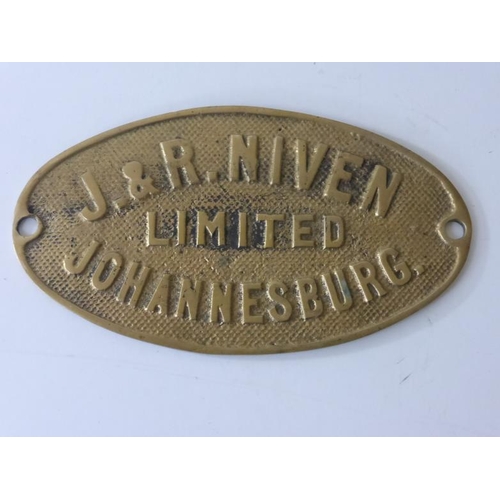 J. & R. NIVEN
LIMITED
JOHANNESBURG.